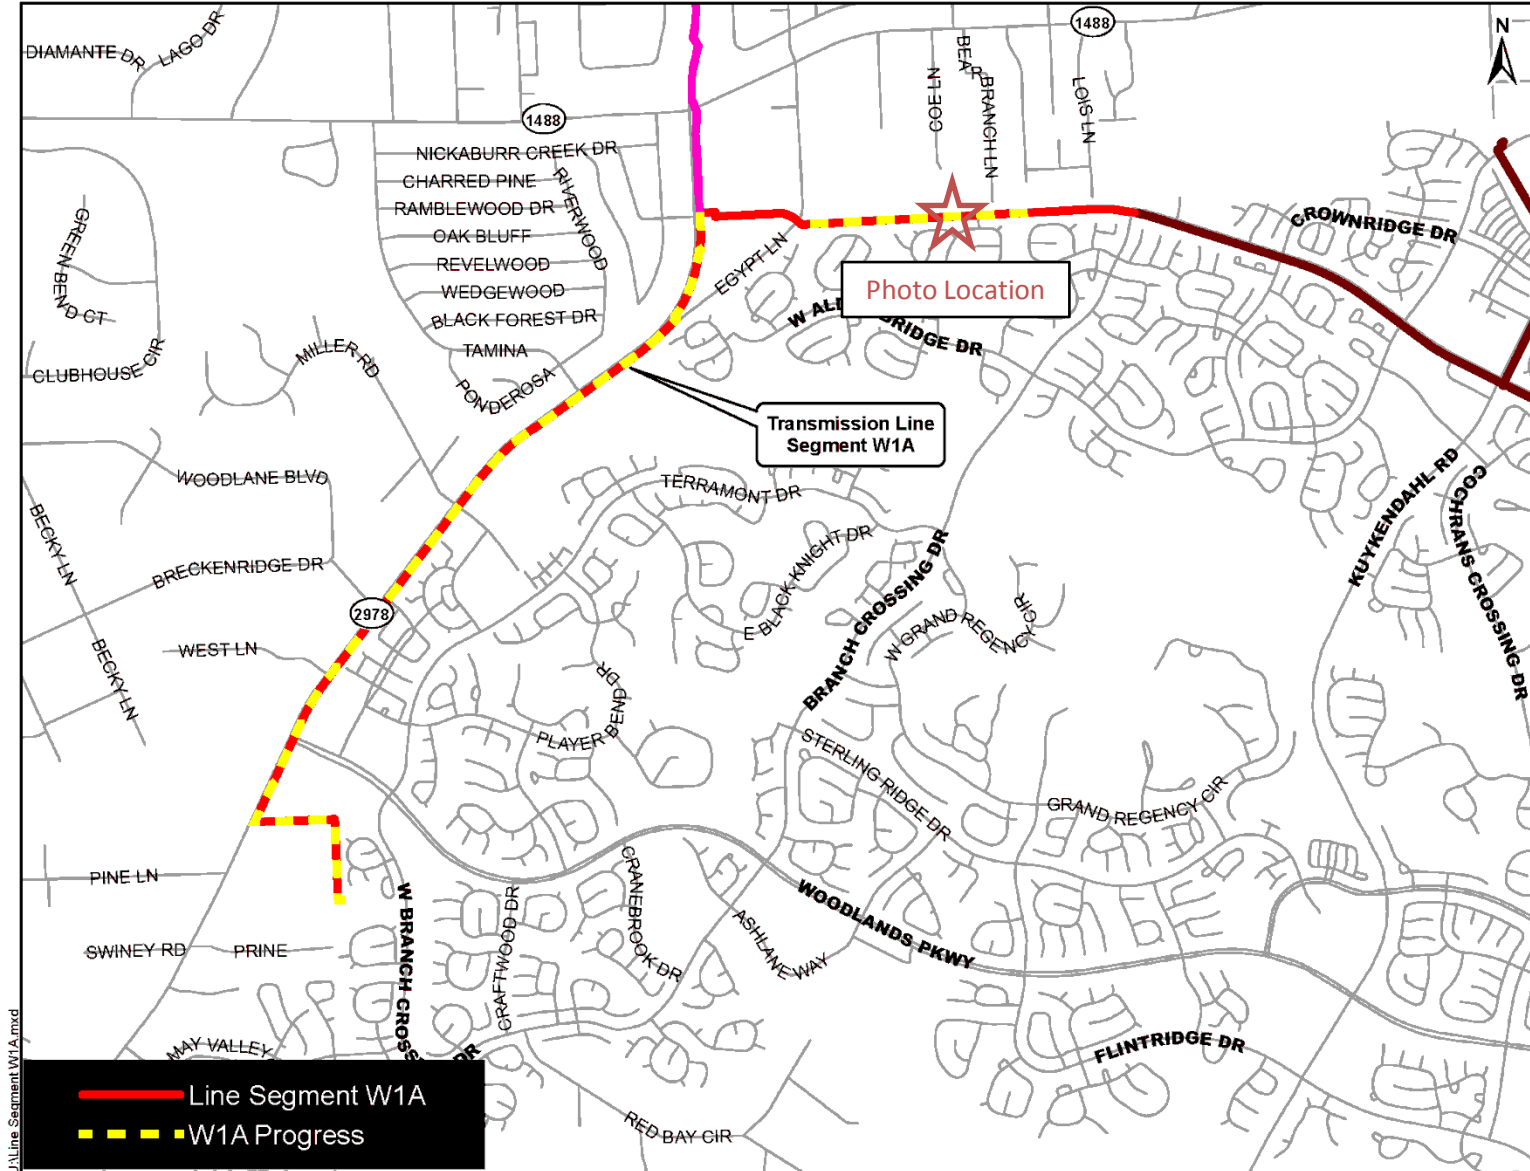 DIAMANTE DR
LAGO DR
1488
N
BEAR BRANCH LN
COE LN
LOIS LN
1488
NICKABURR CREEK DR
CHARRED PINE
RIVERWOOD
RAMBLEWOOD DR
OAK BLUFF
REVELWOOD
WEDGEWOOD
BLACK FOREST DR
TAMINA
PONDEROSA
GREEN BEND CT
CLUBHOUSE CIR
MILLER RD
EGYPT LN
CROWNRIDGE DR
Photo Location
W AL
BRIDGE DR
Transmission Line
Segment W1A
WOODLANE BLVD
TERRAMONT DR
KUYKENDAHL RD
COCHRANS CROSSING DR
BECKY LN
BRECKENRIDGE DR
E BLACK KNIGHT DR
BRANCH CROSSING DR
2978
W GRAND REGENCY CIR
WEST LN
BECKY LN
PLAYER BEND DR
STERLING RIDGE DR
GRAND REGENCY CIR
PINE LN
W BRANCH CROSS
DR
CRAFTWOOD DR
CRANEBROOK DR
ASHLANE WAY
WOODLANDS PKWY
SWINEY RD
PRINE
MAY VALLEY
FLINTRIDGE DR
RED BAY CIR
Line Segment W1A
W1A Progress
J:\Line Segment W1A.mxd